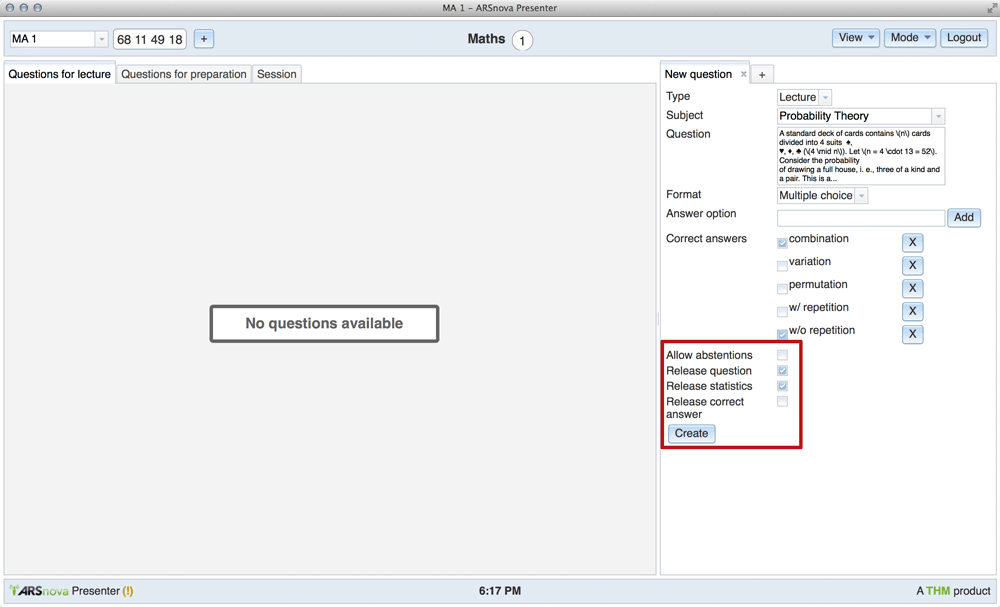 MA 1 - ARSnova Presenter
MA 1 68 11 49 18 + Maths 1 View Mode Logout
Questions for lecture Questions for preparation Session
No questions available
New question × +
Type Lecture
Subject Probability Theory
Question
A standard deck of cards contains \(n\) cards
divided into 4 suits ♠,
♥, ♦, ♣ (\(4 \mid n\)). Let \(n = 4 \cdot 13 = 52\).
Consider the probability
of drawing a full house, i. e., three of a kind and
a pair. This is a...
Format Multiple choice
Answer option Add
Correct answers combination X
variation X
permutation X
w/ repetition X
w/o repetition X
Allow abstentions
Release question
Release statistics
Release correct
answer
Create
ARSnova Presenter (!) 6:17 PM A THM product